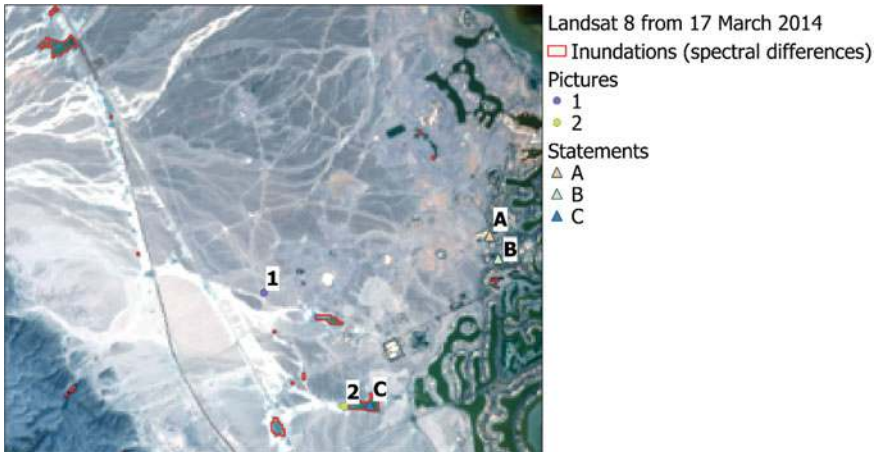 Landsat 8 from 17 March 2014
Inundations (spectral differences)
Pictures
1
2
Statements
A
B
C
A
B
1
2 C